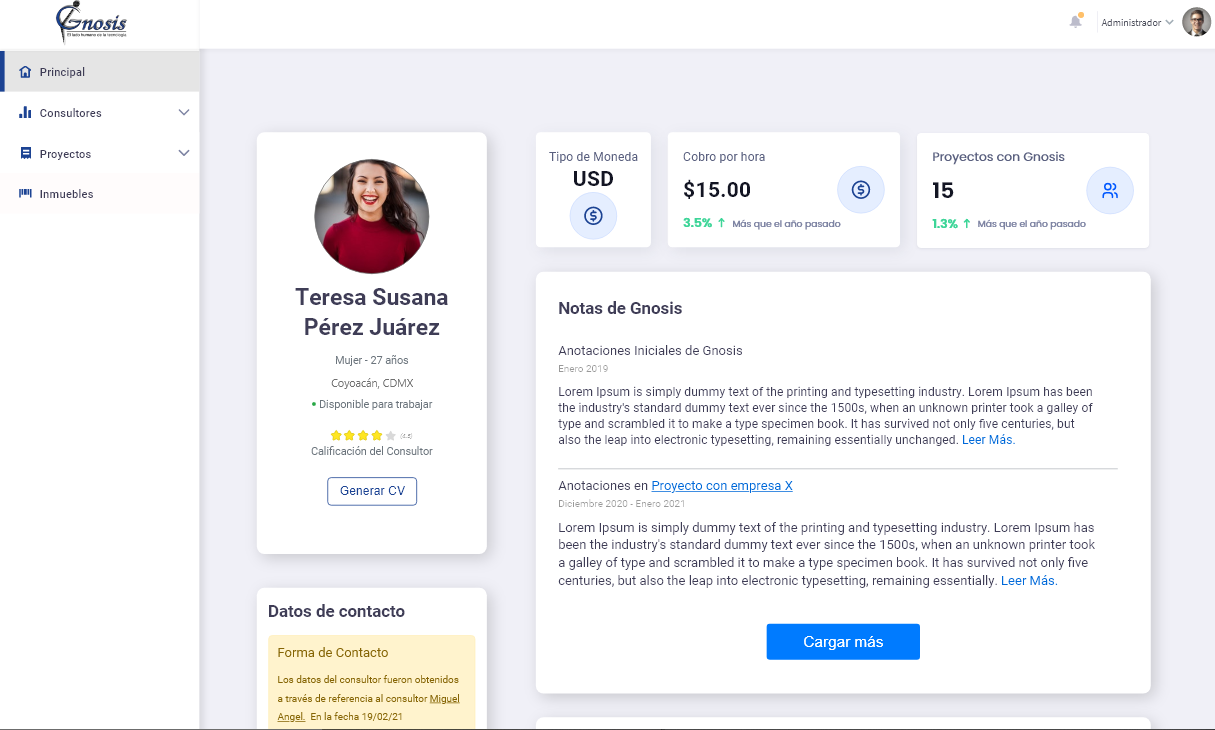 Gnosis
El lado humano de la tecnología
Administrador
Principal
Consultores
Proyectos
Inmuebles
Teresa Susana
Pérez Juárez
Mujer - 27 años
Coyoacán, CDMX
• Disponible para trabajar
Calificación del Consultor
Generar CV
Datos de contacto
Forma de Contacto
Los datos del consultor fueron obtenidos
a través de referencia al consultor Miguel
Angel. En la fecha 19/02/21
Tipo de Moneda
USD
Cobro por hora
$15.00
3.5% ↑ Más que el año pasado
Proyectos con Gnosis
15
1.3% ↑ Más que el año pasado
Notas de Gnosis
Anotaciones Iniciales de Gnosis
Enero 2019
Lorem Ipsum is simply dummy text of the printing and typesetting industry. Lorem Ipsum has been
the industry's standard dummy text ever since the 1500s, when an unknown printer took a galley of
type and scrambled it to make a type specimen book. It has survived not only five centuries, but
also the leap into electronic typesetting, remaining essentially unchanged. Leer Más.
Anotaciones en Proyecto con empresa X
Diciembre 2020 - Enero 2021
Lorem Ipsum is simply dummy text of the printing and typesetting industry. Lorem Ipsum has
been the industry's standard dummy text ever since the 1500s, when an unknown printer took
a galley of type and scrambled it to make a type specimen book. It has survived not only five
centuries, but also the leap into electronic typesetting, remaining essentially. Leer Más.
Cargar más